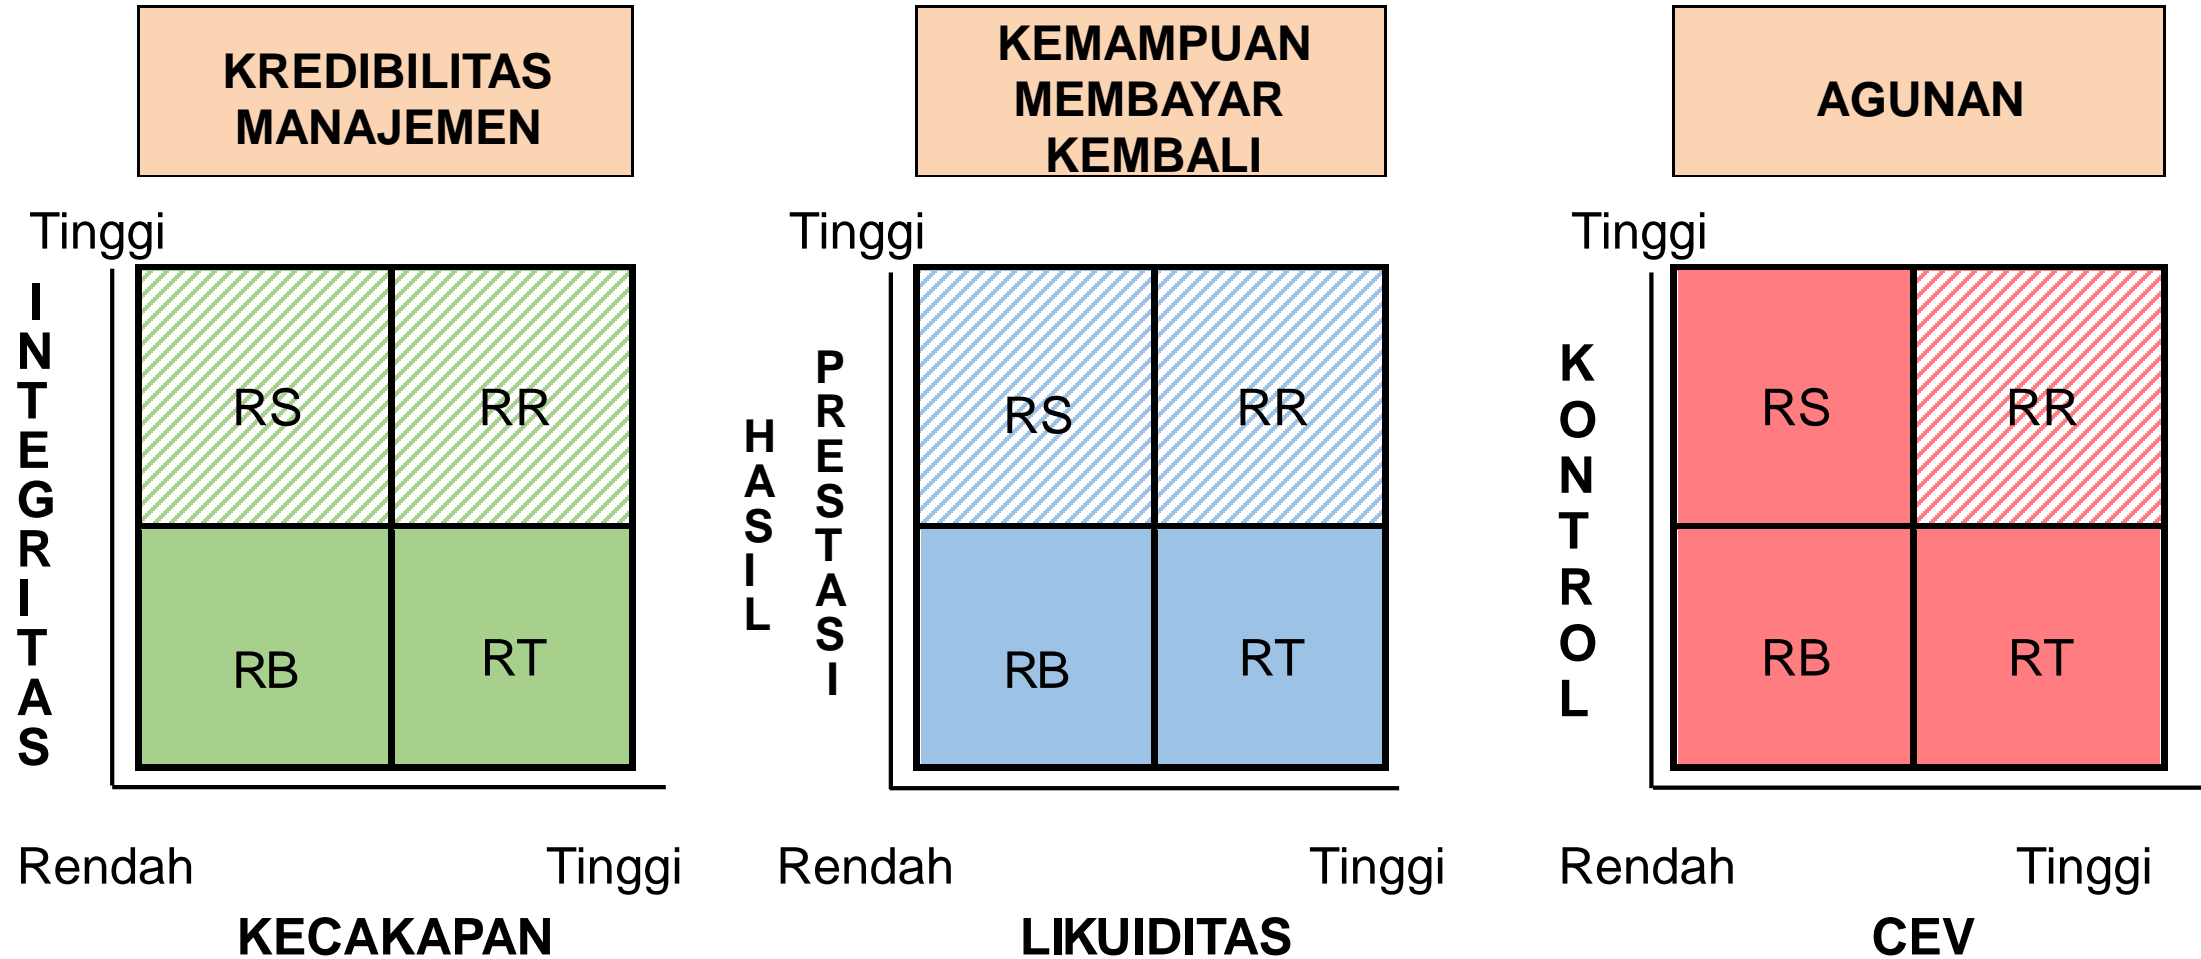 KREDIBILITAS
MANAJEMEN
KEMAMPUAN
MEMBAYAR
KEMBALI
AGUNAN
Tinggi
INTEGRITAS
RS
RR
RB
RT
Rendah
Tinggi
KECAKAPAN
Tinggi
HASIL
PRESTASI
RS
RR
RB
RT
Rendah
Tinggi
LIKUIDITAS
Tinggi
KONTROL
RS
RR
RB
RT
Rendah
Tinggi
CEV